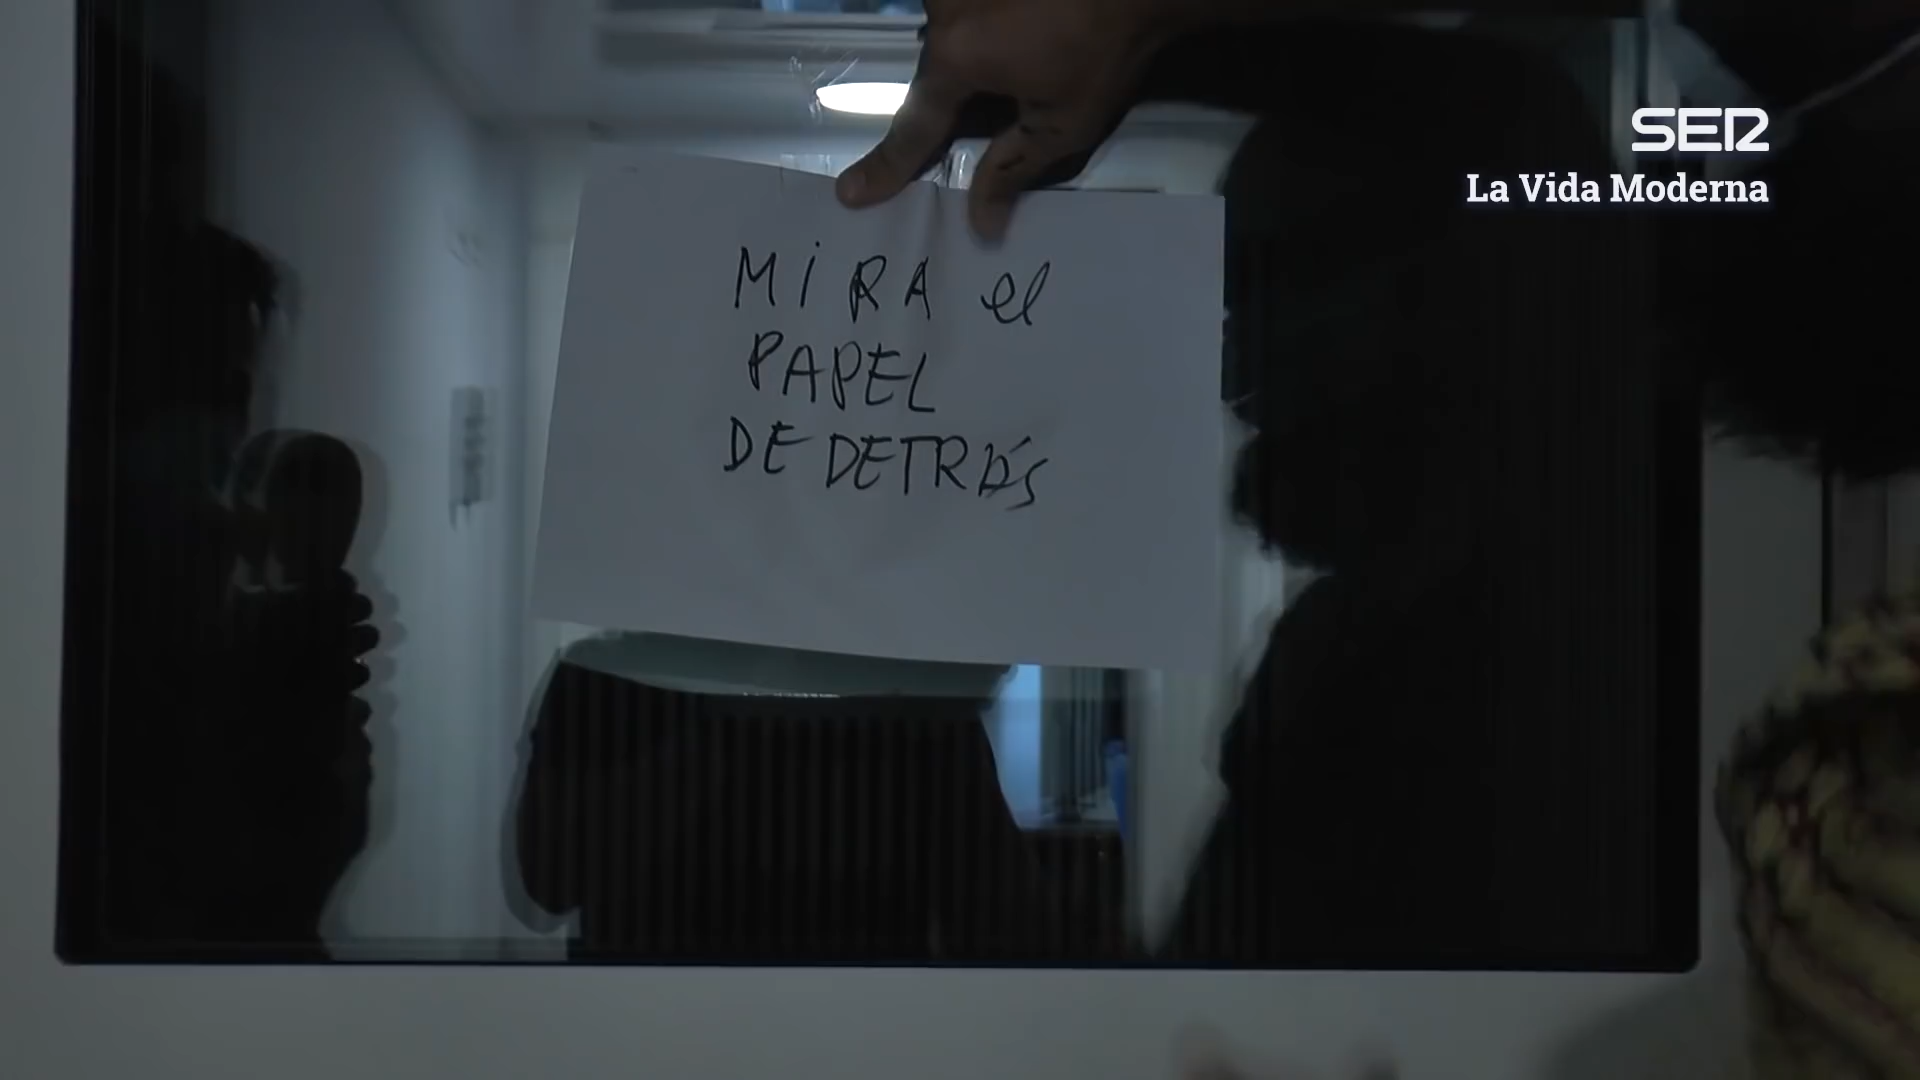 SER
La Vida Moderna
MiRA el
PAPEL
DE DETRÁS